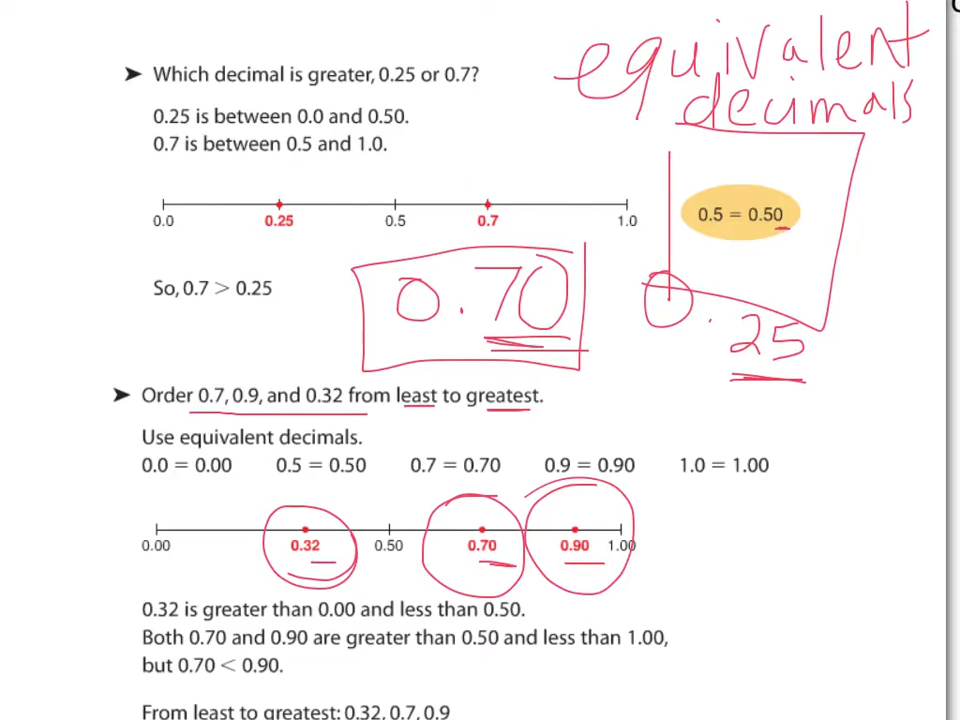 equivalent
decimals
➤ Which decimal is greater, 0.25 or 0.7?
0.25 is between 0.0 and 0.50.
0.7 is between 0.5 and 1.0.
0.0 0.25 0.5 0.7 1.0
0.5 = 0.50
So, 0.7 > 0.25
0.70
0.25
➤ Order 0.7, 0.9, and 0.32 from least to greatest.
Use equivalent decimals.
0.0 = 0.00 0.5 = 0.50 0.7 = 0.70 0.9 = 0.90 1.0 = 1.00
0.00 0.32 0.50 0.70 0.90 1.00
0.32 is greater than 0.00 and less than 0.50.
Both 0.70 and 0.90 are greater than 0.50 and less than 1.00,
but 0.70 < 0.90.
From least to greatest: 0.32, 0.7, 0.9